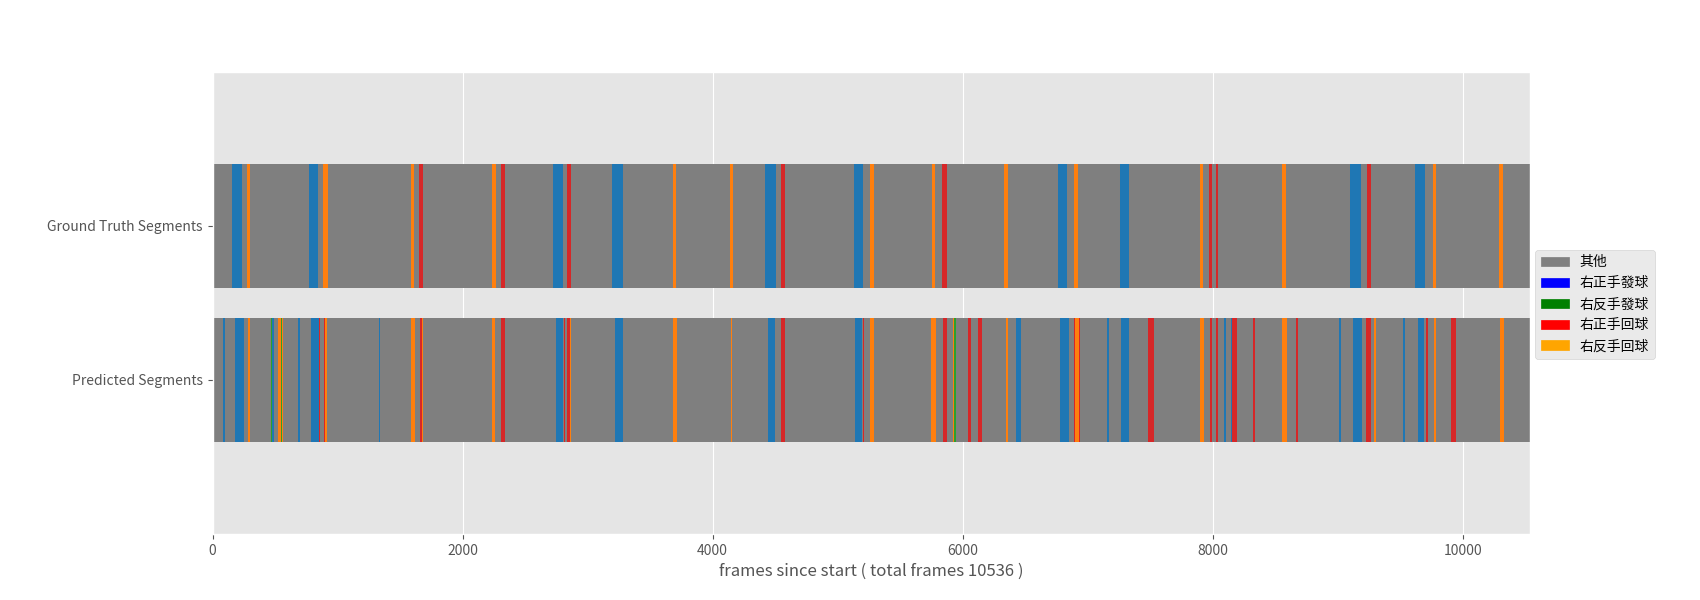 Ground Truth Segments
Predicted Segments
其他
右正手發球
右反手發球
右正手回球
右反手回球
0 2000 4000 6000 8000 10000
frames since start ( total frames 10536 )